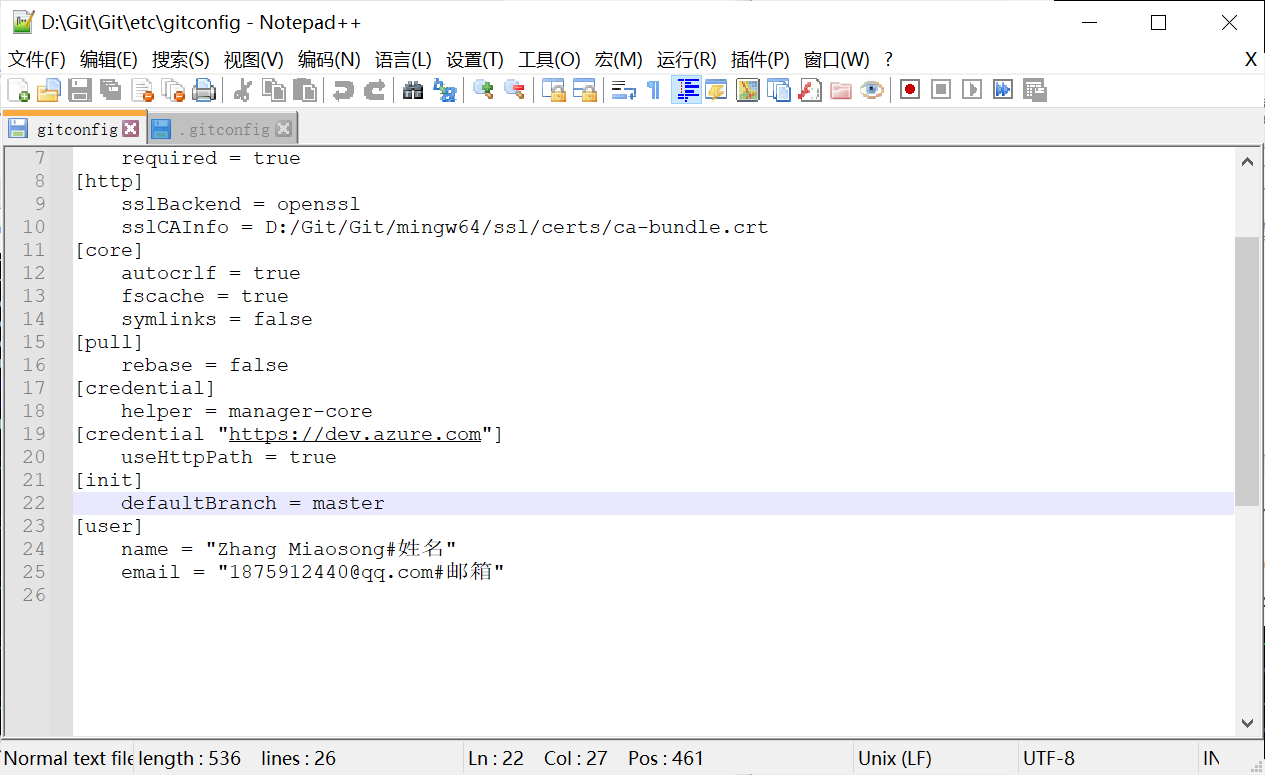 D:\Git\Git\etc\gitconfig - Notepad++
文件(F) 编辑(E) 搜索(S) 视图(V) 编码(N) 语言(L) 设置(T) 工具(O) 宏(M) 运行(R) 插件(P) 窗口(W) ? X
gitconfig .gitconfig
7 required = true
8 [http]
9 sslBackend = openssl
10 sslCAInfo = D:/Git/Git/mingw64/ssl/certs/ca-bundle.crt
11 [core]
12 autocrlf = true
13 fscache = true
14 symlinks = false
15 [pull]
16 rebase = false
17 [credential]
18 helper = manager-core
19 [credential "https://dev.azure.com"]
20 useHttpPath = true
21 [init]
22 defaultBranch = master
23 [user]
24 name = "Zhang Miaosong#姓名"
25 email = "1875912440@qq.com#邮箱"
26
Normal text file length : 536 lines : 26 Ln : 22 Col : 27 Pos : 461 Unix (LF) UTF-8 IN